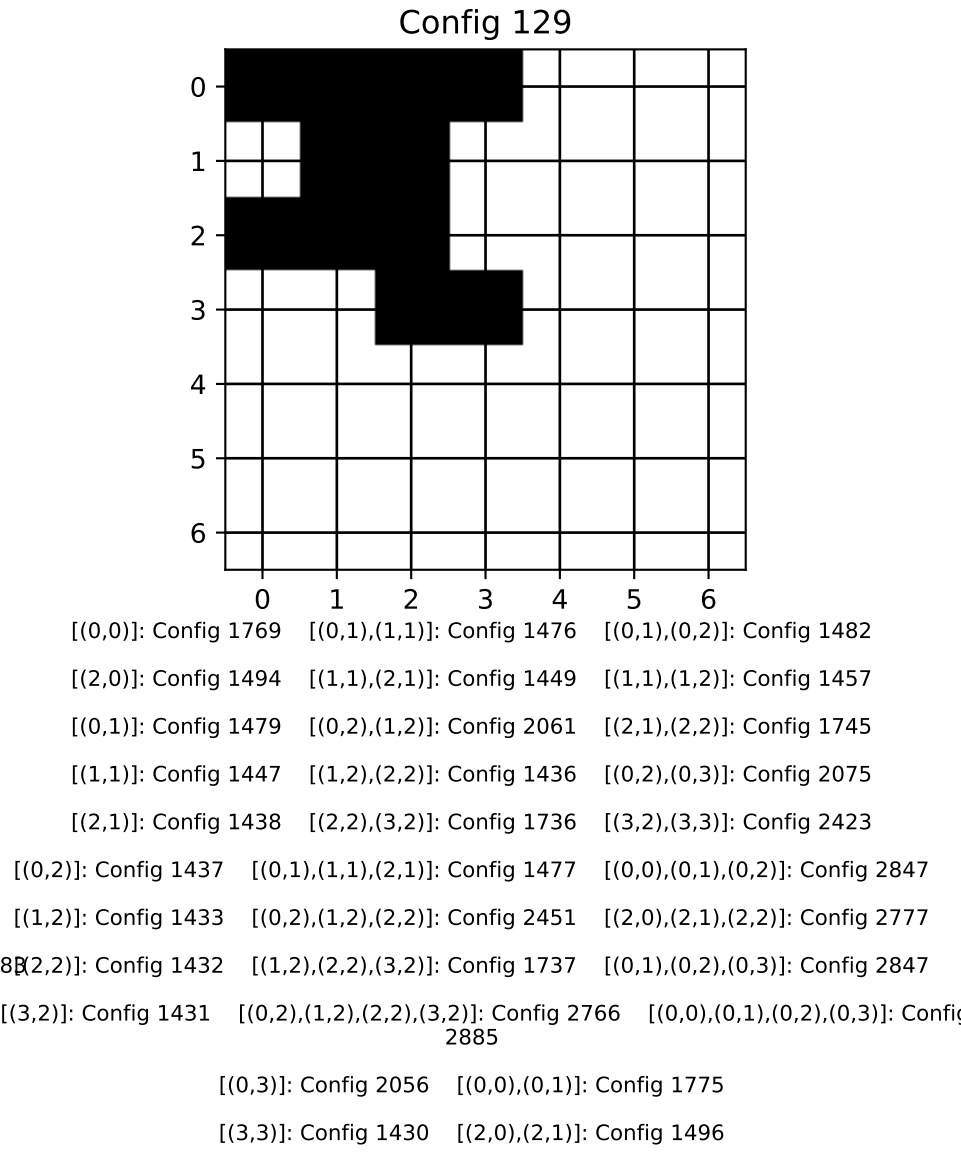 Config 129
0
1
2
3
4
5
6
0 1 2 3 4 5 6
[(0,0)]: Config 1769 [(0,1),(1,1)]: Config 1476 [(0,1),(0,2)]: Config 1482
[(2,0)]: Config 1494 [(1,1),(2,1)]: Config 1449 [(1,1),(1,2)]: Config 1457
[(0,1)]: Config 1479 [(0,2),(1,2)]: Config 2061 [(2,1),(2,2)]: Config 1745
[(1,1)]: Config 1447 [(1,2),(2,2)]: Config 1436 [(0,2),(0,3)]: Config 2075
[(2,1)]: Config 1438 [(2,2),(3,2)]: Config 1736 [(3,2),(3,3)]: Config 2423
[(0,2)]: Config 1437 [(0,1),(1,1),(2,1)]: Config 1477 [(0,0),(0,1),(0,2)]: Config 2847
[(1,2)]: Config 1433 [(0,2),(1,2),(2,2)]: Config 2451 [(2,0),(2,1),(2,2)]: Config 2777
[(2,2)]: Config 1432 [(1,2),(2,2),(3,2)]: Config 1737 [(0,1),(0,2),(0,3)]: Config 2847
[(3,2)]: Config 1431 [(0,2),(1,2),(2,2),(3,2)]: Config 2766 [(0,0),(0,1),(0,2),(0,3)]:
2885
[(0,3)]: Config 2056 [(0,0),(0,1)]: Config 1775
[(3,3)]: Config 1430 [(2,0),(2,1)]: Config 1496